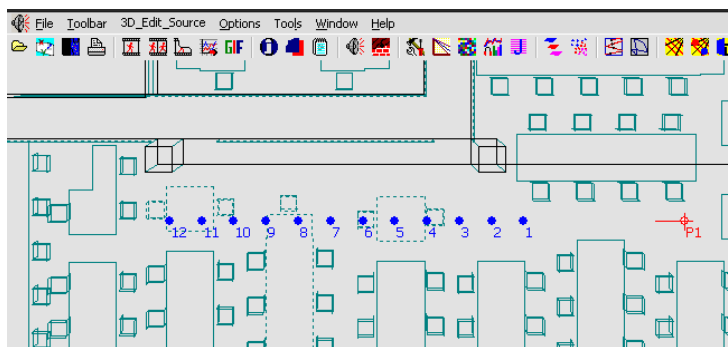 File Toolbar 3D_Edit_Source Options Tools Window Help
GIF
12 11 10 9 8 7 6 5 4 3 2 1 P1